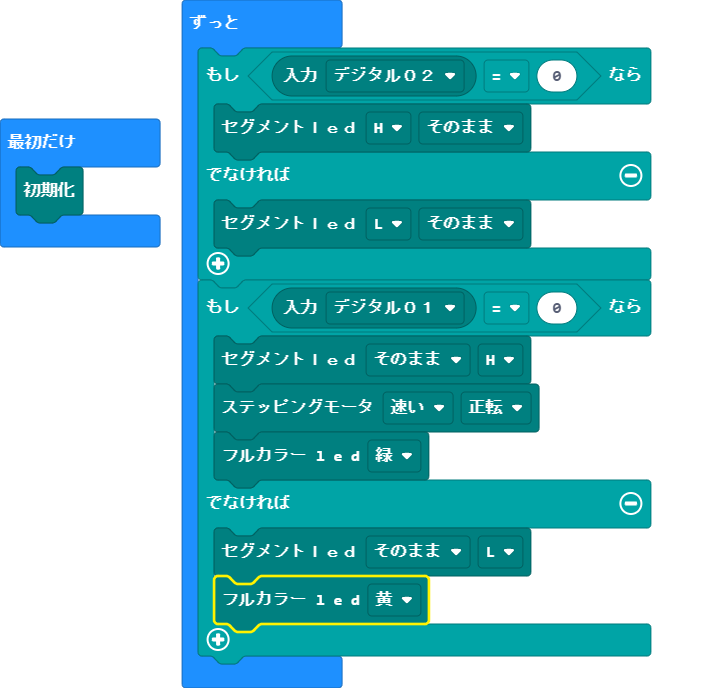 ずっと
もし 入力 デジタル02 = 0 なら
セグメントled H そのまま
でなければ
セグメントled L そのまま
もし 入力 デジタル01 = 0 なら
セグメントled そのまま H
ステッピングモータ 速い 正転
フルカラーled 緑
でなければ
セグメントled そのまま L
フルカラーled 黄
最初だけ
初期化